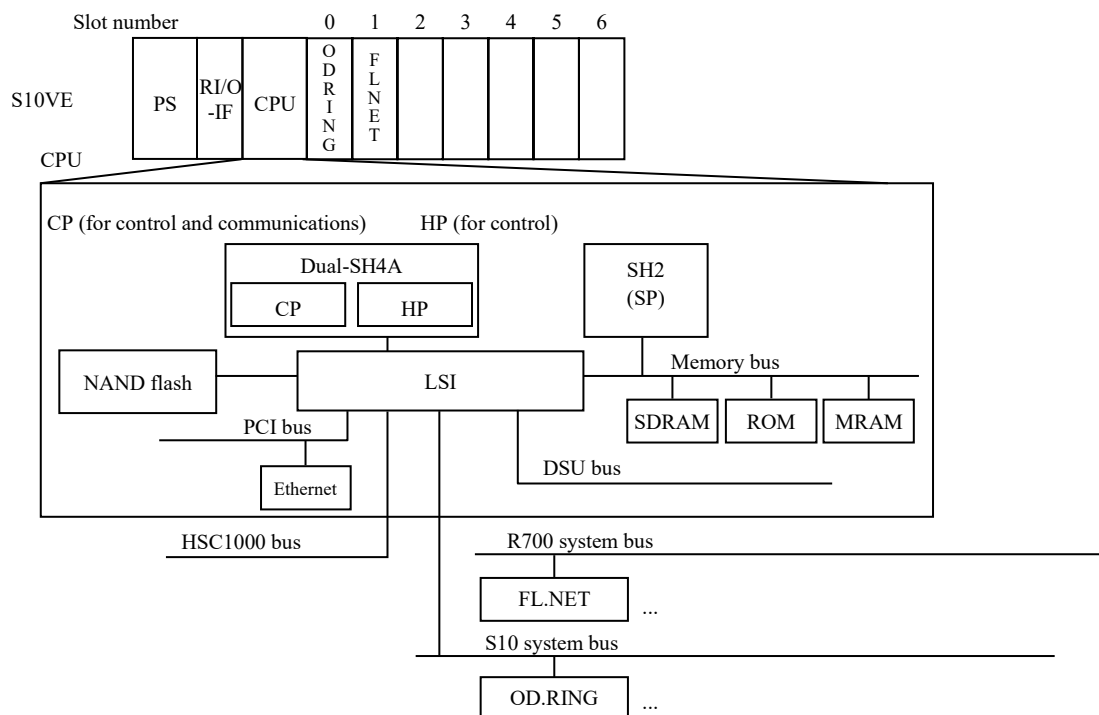 Slot number 0 1 2 3 4 5 6
S10VE
PS
RI/O
-IF
CPU
ODRING
FLNET
CPU
CP (for control and communications) HP (for control)
Dual-SH4A
CP HP
SH2
(SP)
NAND flash
LSI
Memory bus
SDRAM ROM MRAM
PCI bus
Ethernet
DSU bus
HSC1000 bus
R700 system bus
FL.NET ...
S10 system bus
OD.RING ...